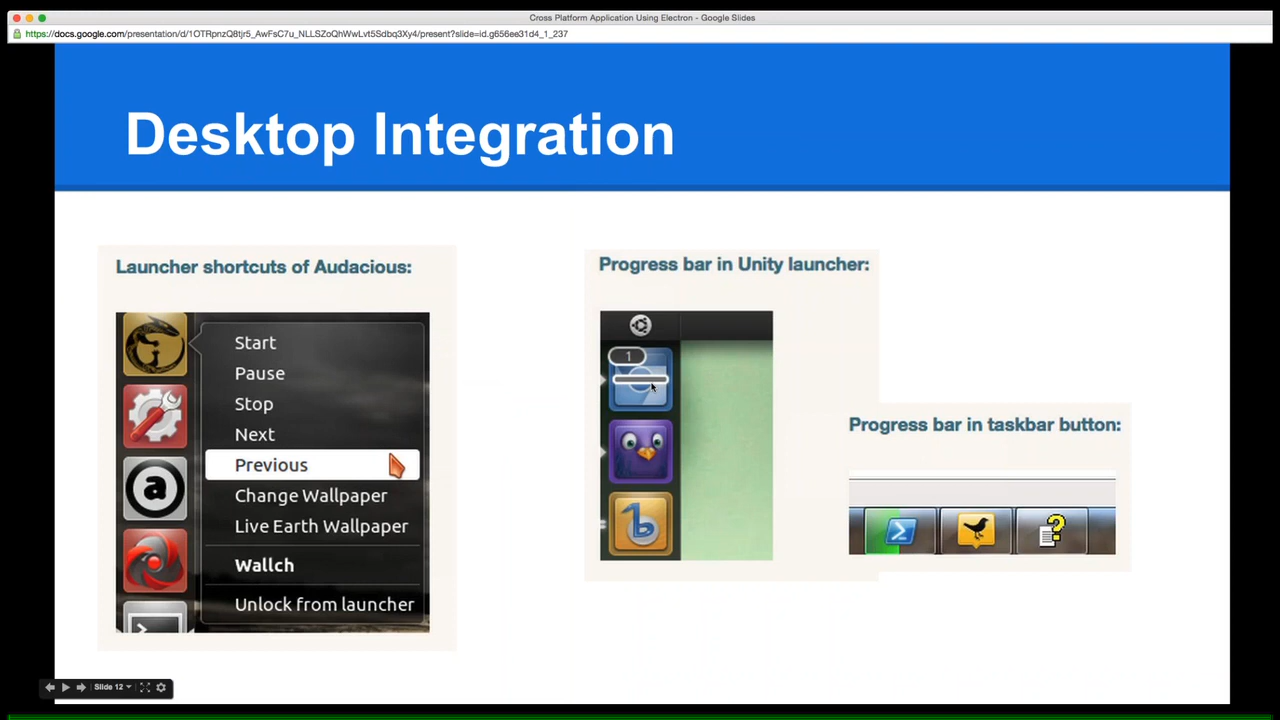 Cross Platform Application Using Electron - Google Slides
https://docs.google.com/presentation/d/1OTRpnzQ8tjr5_AwFsC7u_NLLSZoQhWwLvt5Sdbq3Xy4/present?slide=id.g656ee31d4_1_237
Desktop Integration
Launcher shortcuts of Audacious:
Start
Pause
Stop
Next
Previous
Change Wallpaper
Live Earth Wallpaper
Wallch
Unlock from launcher
Progress bar in Unity launcher:
1
Progress bar in taskbar button:
Slide 12